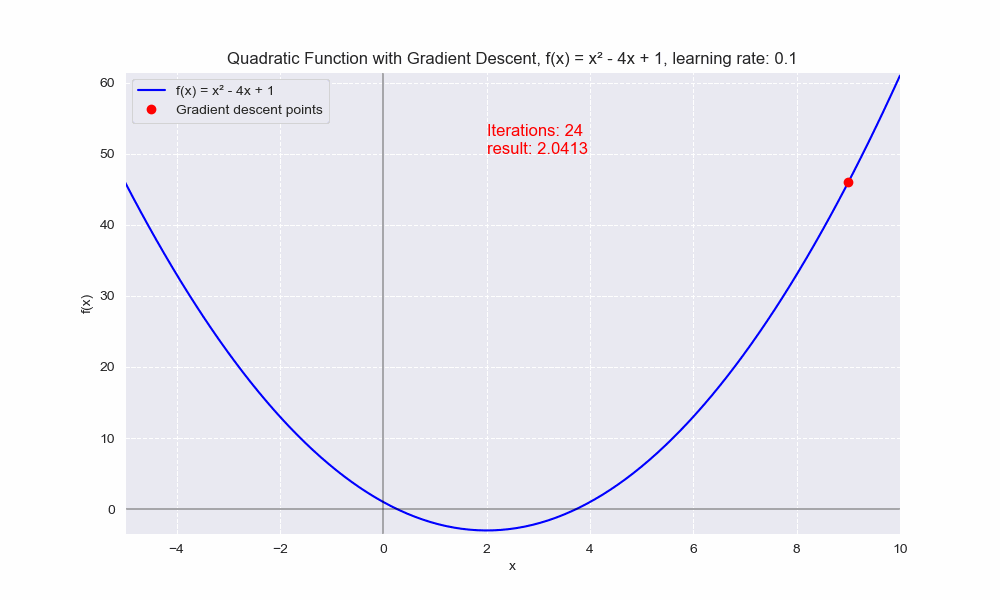 Quadratic Function with Gradient Descent, f(x) = x² - 4x + 1, learning rate: 0.1
f(x) = x² - 4x + 1
Gradient descent points
Iterations: 24
result: 2.0413
60
50
40
30
20
10
0
f(x)
−4 −2 0 2 4 6 8 10
x